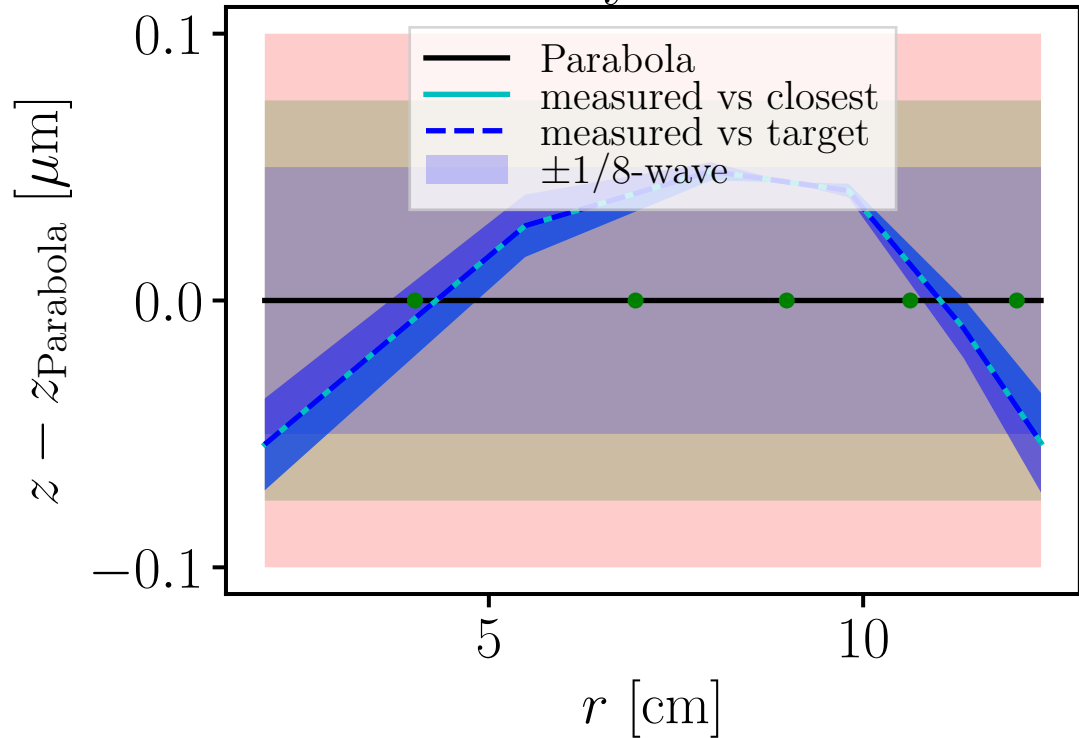 0.1
0.0
−0.1
z − z_Parabola [μm]
Parabola
measured vs closest
measured vs target
±1/8-wave
5
10
r [cm]